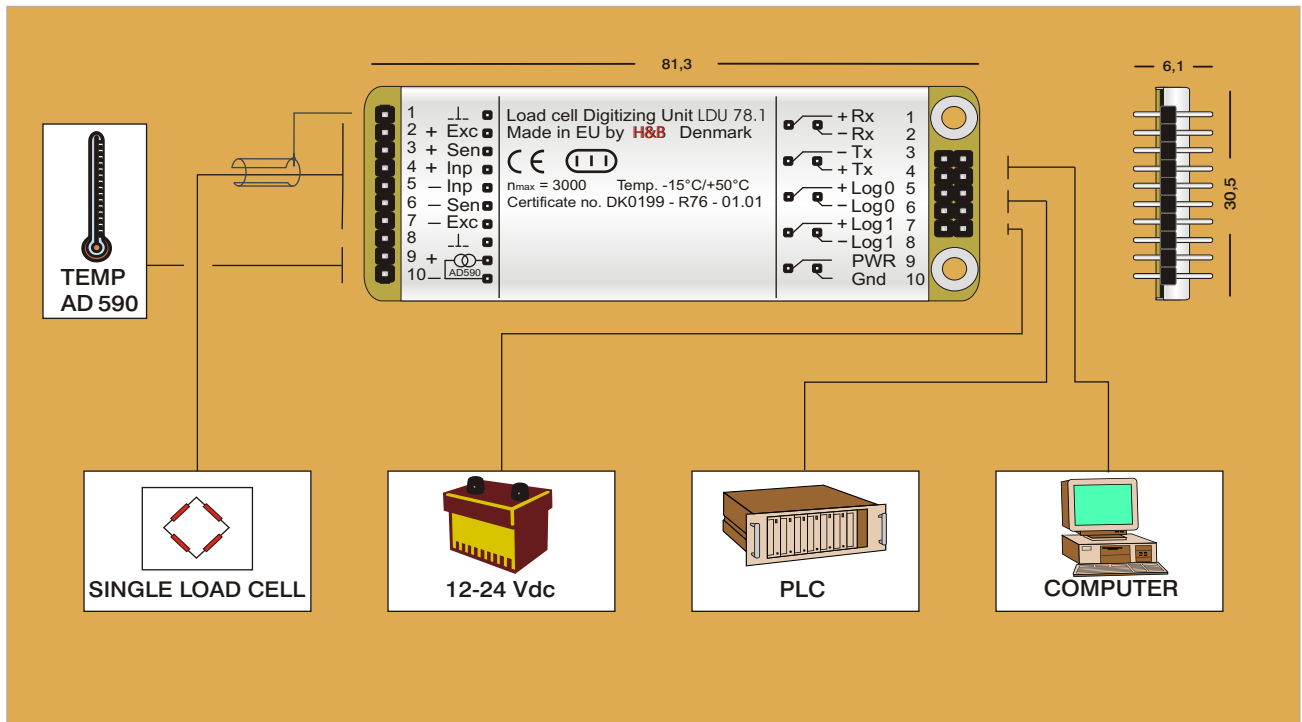 81,3
6,1
30,5
1
2 + Exc
3 + Sen
4 + Inp
5 – Inp
6 – Sen
7 – Exc
8
9 +
10 –
AD590
Load cell Digitizing Unit LDU 78.1
Made in EU by H&B Denmark
CE
nmax = 3000 Temp. -15°C/+50°C
Certificate no. DK0199 - R76 - 01.01
+ Rx 1
– Rx 2
– Tx 3
+ Tx 4
+ Log0 5
– Log0 6
+ Log1 7
– Log1 8
PWR 9
Gnd 10
TEMP
AD 590
SINGLE LOAD CELL
12-24 Vdc
PLC
COMPUTER